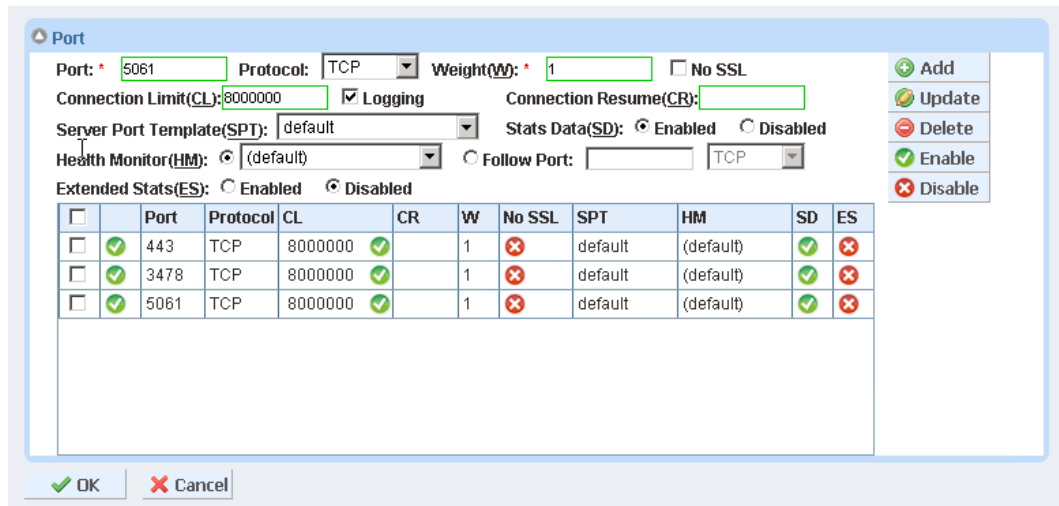 Port
Port: * 5061 Protocol: TCP Weight(W): * 1 No SSL Add
Connection Limit(CL): 8000000 Logging Connection Resume(CR): Update
Server Port Template(SPT): default Stats Data(SD): Enabled Disabled Delete
Health Monitor(HM): (default) Follow Port: TCP Enable
Extended Stats(ES): Enabled Disabled Disable
Port Protocol CL CR W No SSL SPT HM SD ES
443 TCP 8000000 1 default (default)
3478 TCP 8000000 1 default (default)
5061 TCP 8000000 1 default (default)
OK Cancel